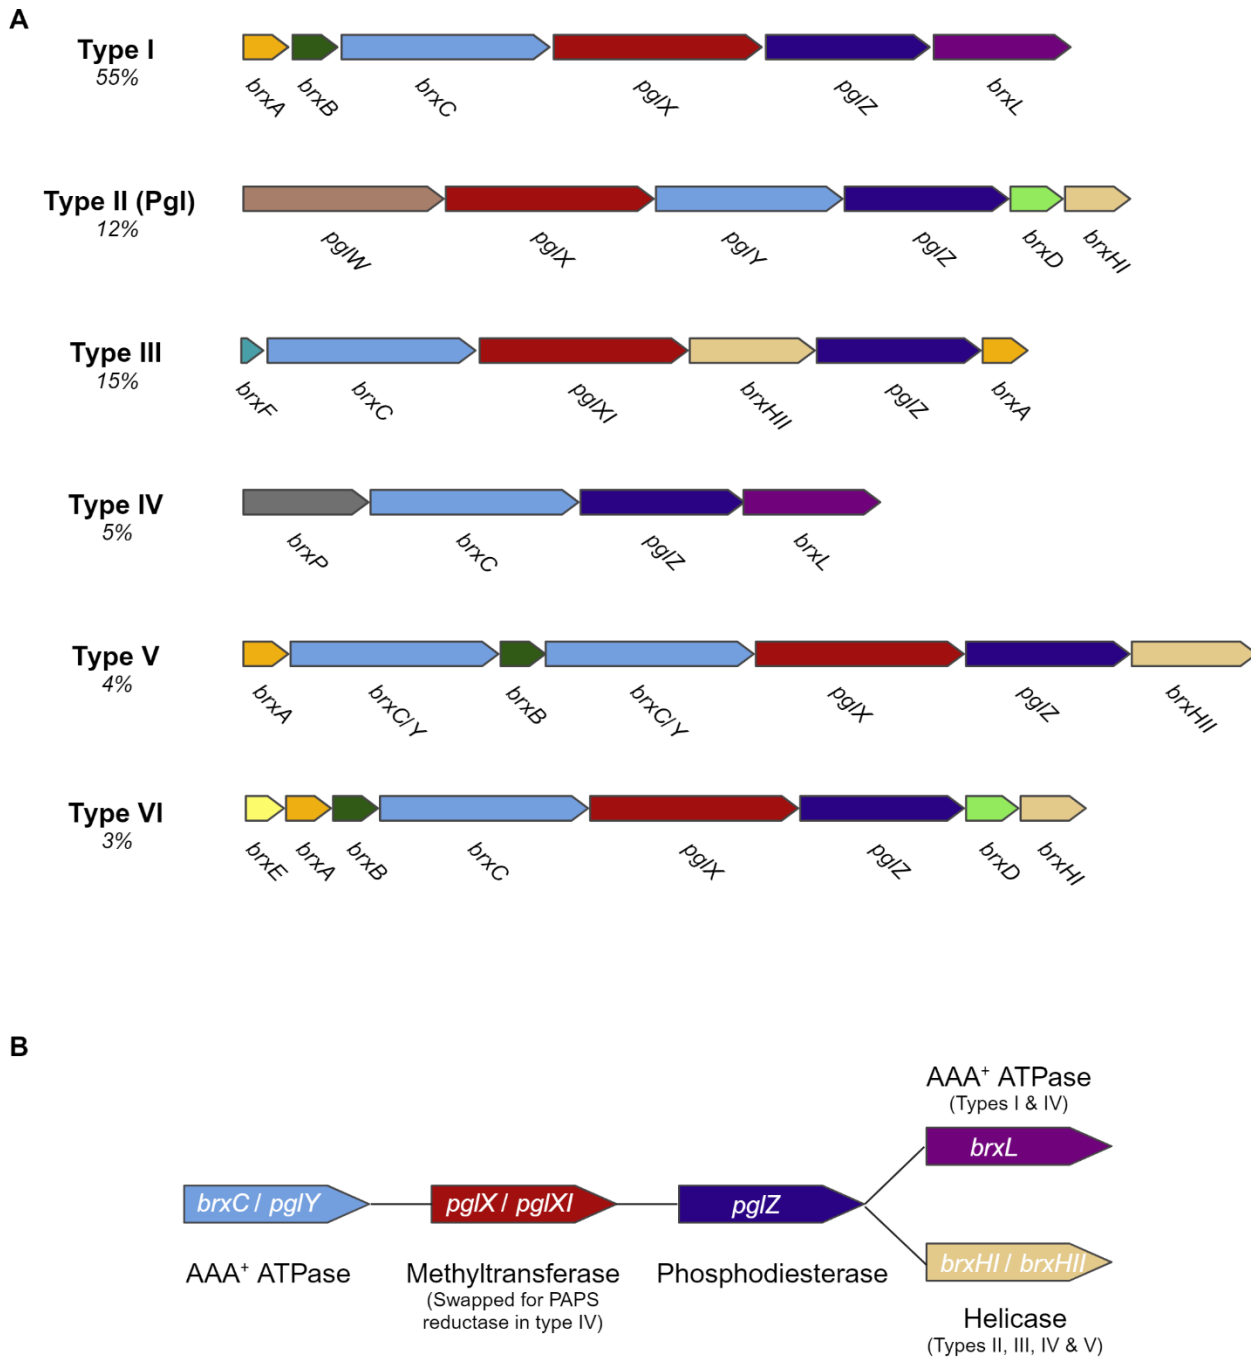 A
Type I
55%
brxA brxB brxC pglX pglZ brxL
Type II (Pgl)
12%
pglW pglX pglY pglZ brxD brxHI
Type III
15%
brxF brxC pglXI brxHII pglZ brxA
Type IV
5%
brxP brxC pglZ brxL
Type V
4%
brxA brxC/Y brxB brxC/Y pglX pglZ brxHII
Type VI
3%
brxE brxA brxB brxC pglX pglZ brxD brxHI
B
AAA⁺ ATPase
(Types I & IV)
brxL
brxC / pglY pglX / pglXI pglZ
brxHI / brxHII
AAA⁺ ATPase Methyltransferase Phosphodiesterase
(Swapped for PAPS
reductase in type IV)
Helicase
(Types II, III, IV & V)